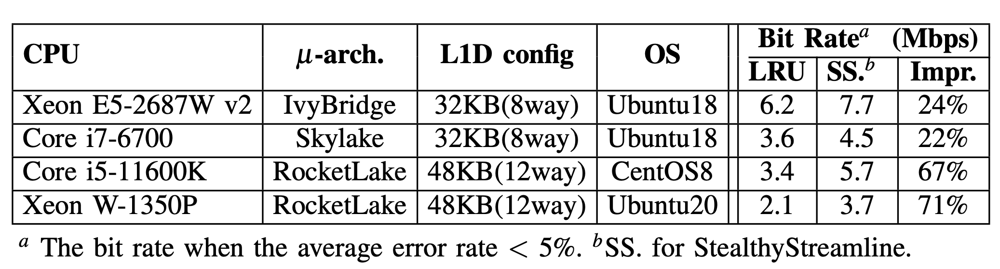 CPU μ-arch. L1D config OS Bit Rate^a (Mbps)
LRU SS.^b Impr.
Xeon E5-2687W v2 IvyBridge 32KB(8way) Ubuntu18 6.2 7.7 24%
Core i7-6700 Skylake 32KB(8way) Ubuntu18 3.6 4.5 22%
Core i5-11600K RocketLake 48KB(12way) CentOS8 3.4 5.7 67%
Xeon W-1350P RocketLake 48KB(12way) Ubuntu20 2.1 3.7 71%
^a The bit rate when the average error rate < 5%. ^bSS. for StealthyStreamline.